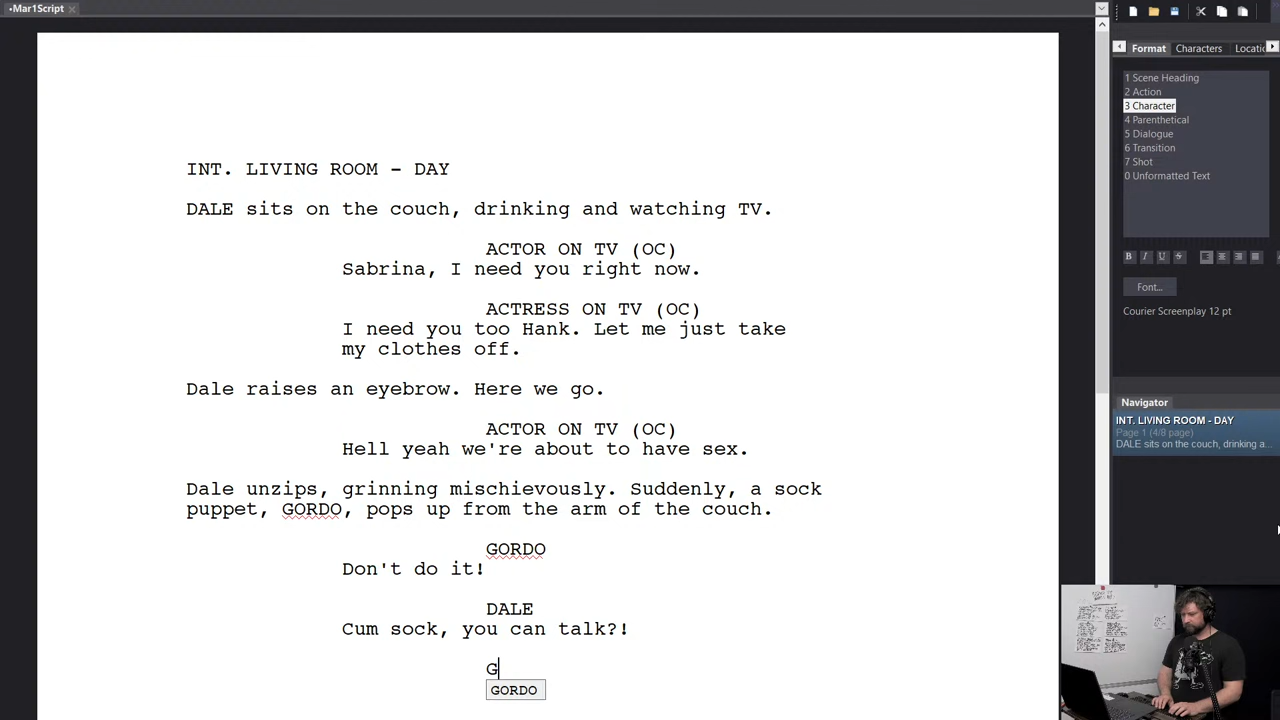 •Mar1Script
Format
Characters
Locati
1 Scene Heading
2 Action
3 Character
4 Parenthetical
5 Dialogue
6 Transition
7 Shot
0 Unformatted Text
B I U S
Font...
Courier Screenplay 12 pt
Navigator
INT. LIVING ROOM - DAY
Page 1 (4/8 page)
DALE sits on the couch, drinking a...
INT. LIVING ROOM - DAY
DALE sits on the couch, drinking and watching TV.
ACTOR ON TV (OC)
Sabrina, I need you right now.
ACTRESS ON TV (OC)
I need you too Hank. Let me just take
my clothes off.
Dale raises an eyebrow. Here we go.
ACTOR ON TV (OC)
Hell yeah we're about to have sex.
Dale unzips, grinning mischievously. Suddenly, a sock
puppet, GORDO, pops up from the arm of the couch.
GORDO
Don't do it!
DALE
Cum sock, you can talk?!
G
GORDO